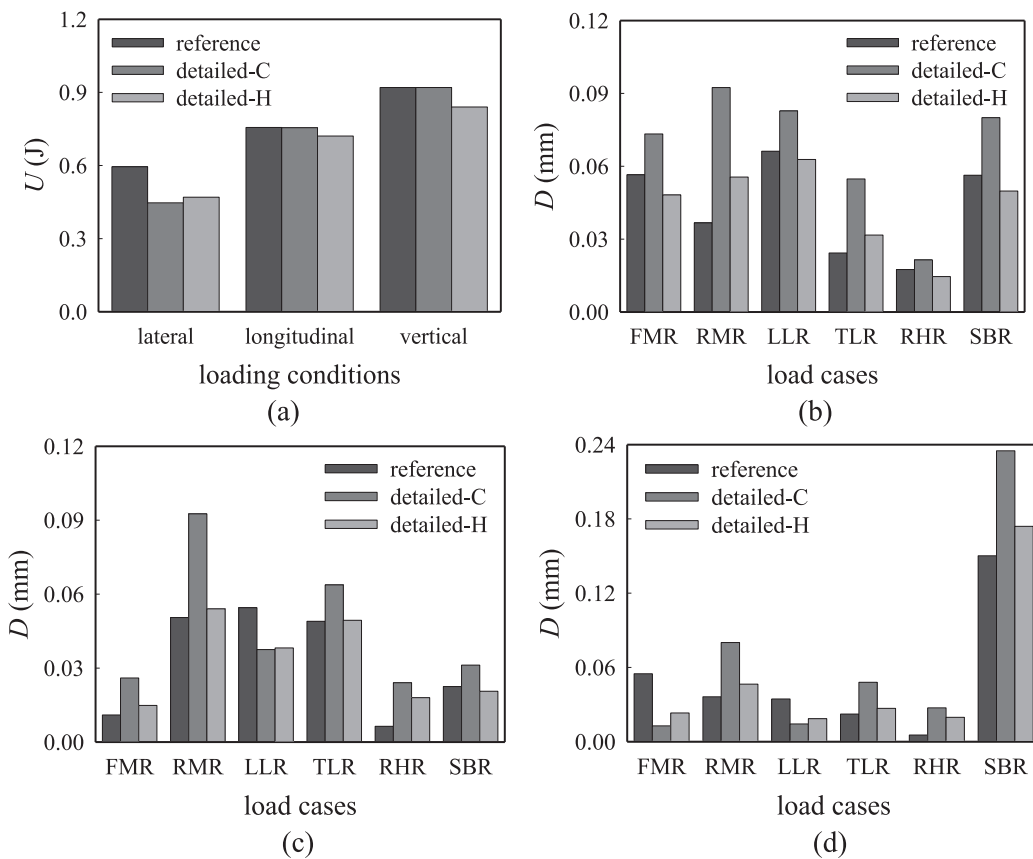 1.2
0.9
0.6
0.3
0.0
U (J)
reference
detailed-C
detailed-H
lateral longitudinal vertical
loading conditions
(a)
0.12
0.09
0.06
0.03
0.00
D (mm)
reference
detailed-C
detailed-H
FMR RMR LLR TLR RHR SBR
load cases
(b)
0.12
0.09
0.06
0.03
0.00
D (mm)
reference
detailed-C
detailed-H
FMR RMR LLR TLR RHR SBR
load cases
(c)
0.24
0.18
0.12
0.06
0.00
D (mm)
reference
detailed-C
detailed-H
FMR RMR LLR TLR RHR SBR
load cases
(d)